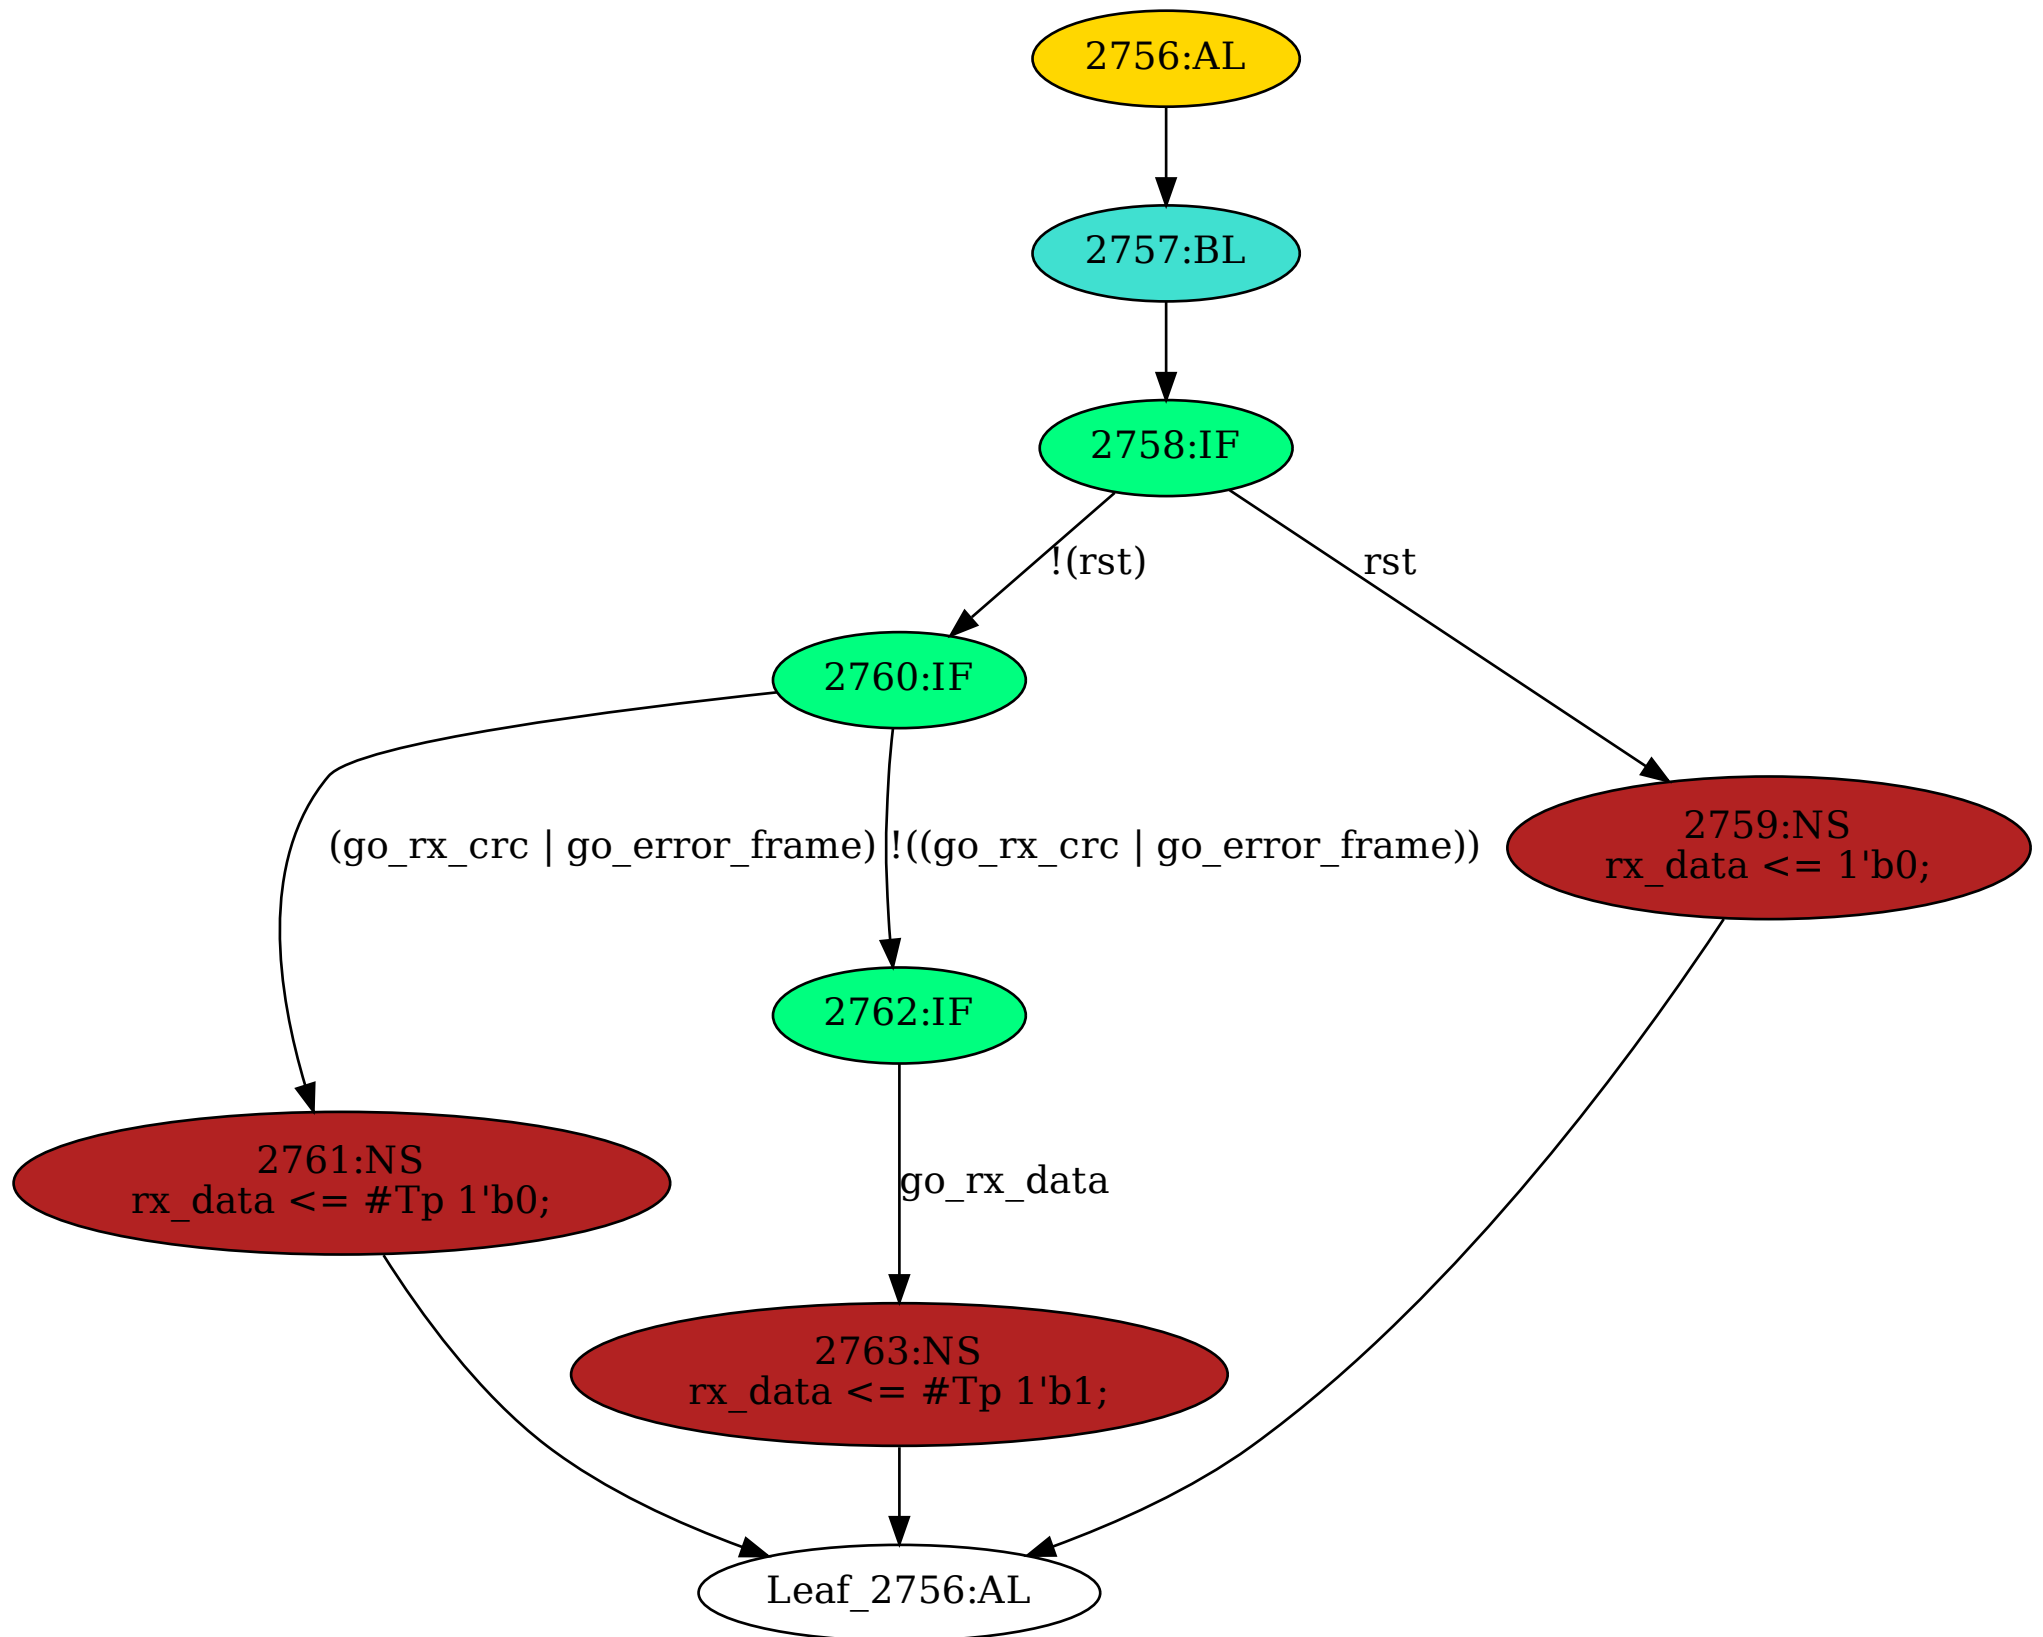 2756:AL
2757:BL
2758:IF
!(rst)
rst
2760:IF
(go_rx_crc | go_error_frame)
!((go_rx_crc | go_error_frame))
2759:NS
rx_data <= 1'b0;
2762:IF
2761:NS
rx_data <= #Tp 1'b0;
go_rx_data
2763:NS
rx_data <= #Tp 1'b1;
Leaf_2756:AL